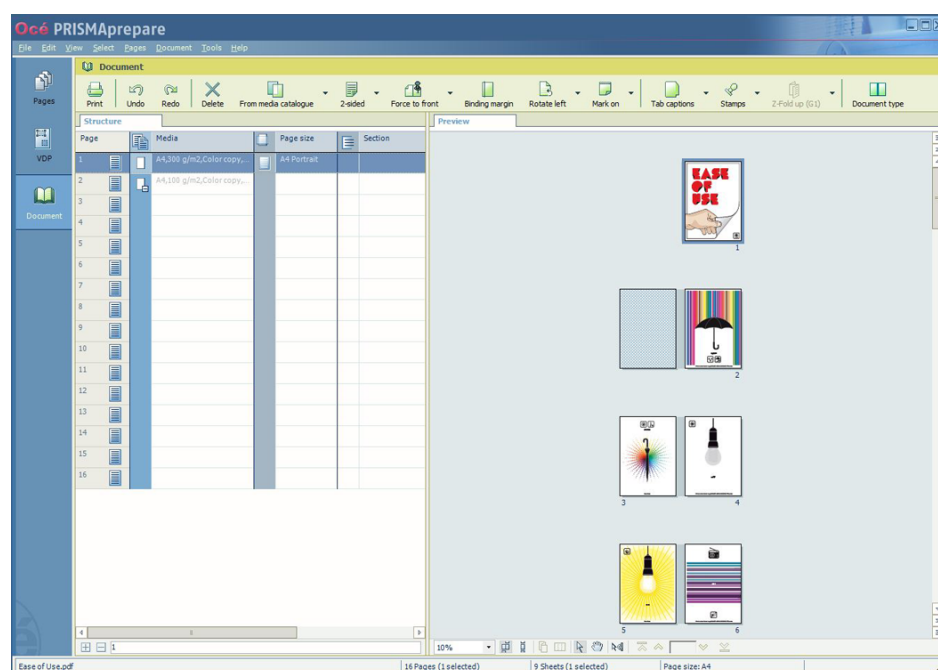 Océ PRISMAprepare
File Edit View Select Pages Document Tools Help
Document
Print Undo Redo Delete From media catalogue 2-sided Force to front Binding margin Rotate left Mark on Tab captions Stamps Z-Fold up (G1) Document type
Pages
VDP
Document
Structure
Preview
Page Media Page size Section
1 A4,300 g/m2,Color copy,... A4 Portrait
2 A4,100 g/m2,Color copy,...
3
4
5
6
7
8
9
10
11
12
13
14
15
16
EASE
OF
USE
1
2
3 4
5 6
1
10%
Ease of Use.pdf 16 Pages (1 selected) 9 Sheets (1 selected) Page size: A4